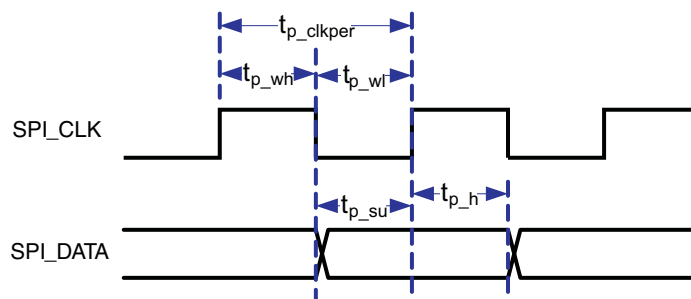 t_p_clkper
t_p_wh t_p_wl
SPI_CLK
t_p_su t_p_h
SPI_DATA